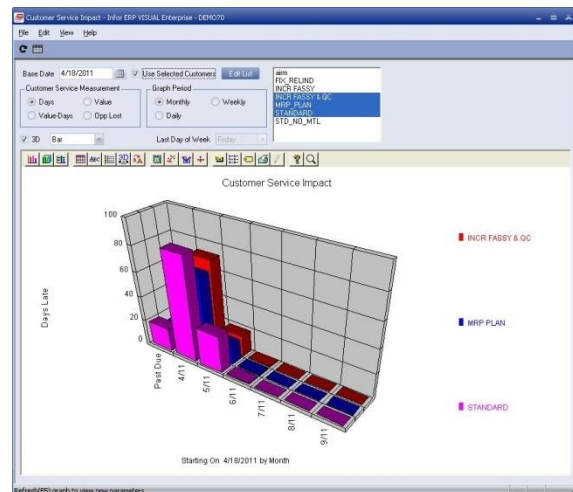 Customer Service Impact - Infor ERP VISUAL Enterprise - DEMO70
File Edit View Help
Base Date 4/18/2011 Use Selected Customers Edit List
Customer Service Measurement
Days Value
Value-Days Opp Lost
Graph Period
Monthly Weekly
Daily
3D Bar Last Day of Week Friday
FIX_RELIND
INCR FASSY
INCR FASSY & QC
MRP_PLAN
STANDARD
STD_NO_MTL
Customer Service Impact
100
80
60
40
20
0
Days Late
Past Due
4/11
5/11
6/11
7/11
8/11
9/11
INCR FASSY & QC
MRP PLAN
STANDARD
Starting On 4/18/2011 by Month
Refresh(F5) graph to view new parameters